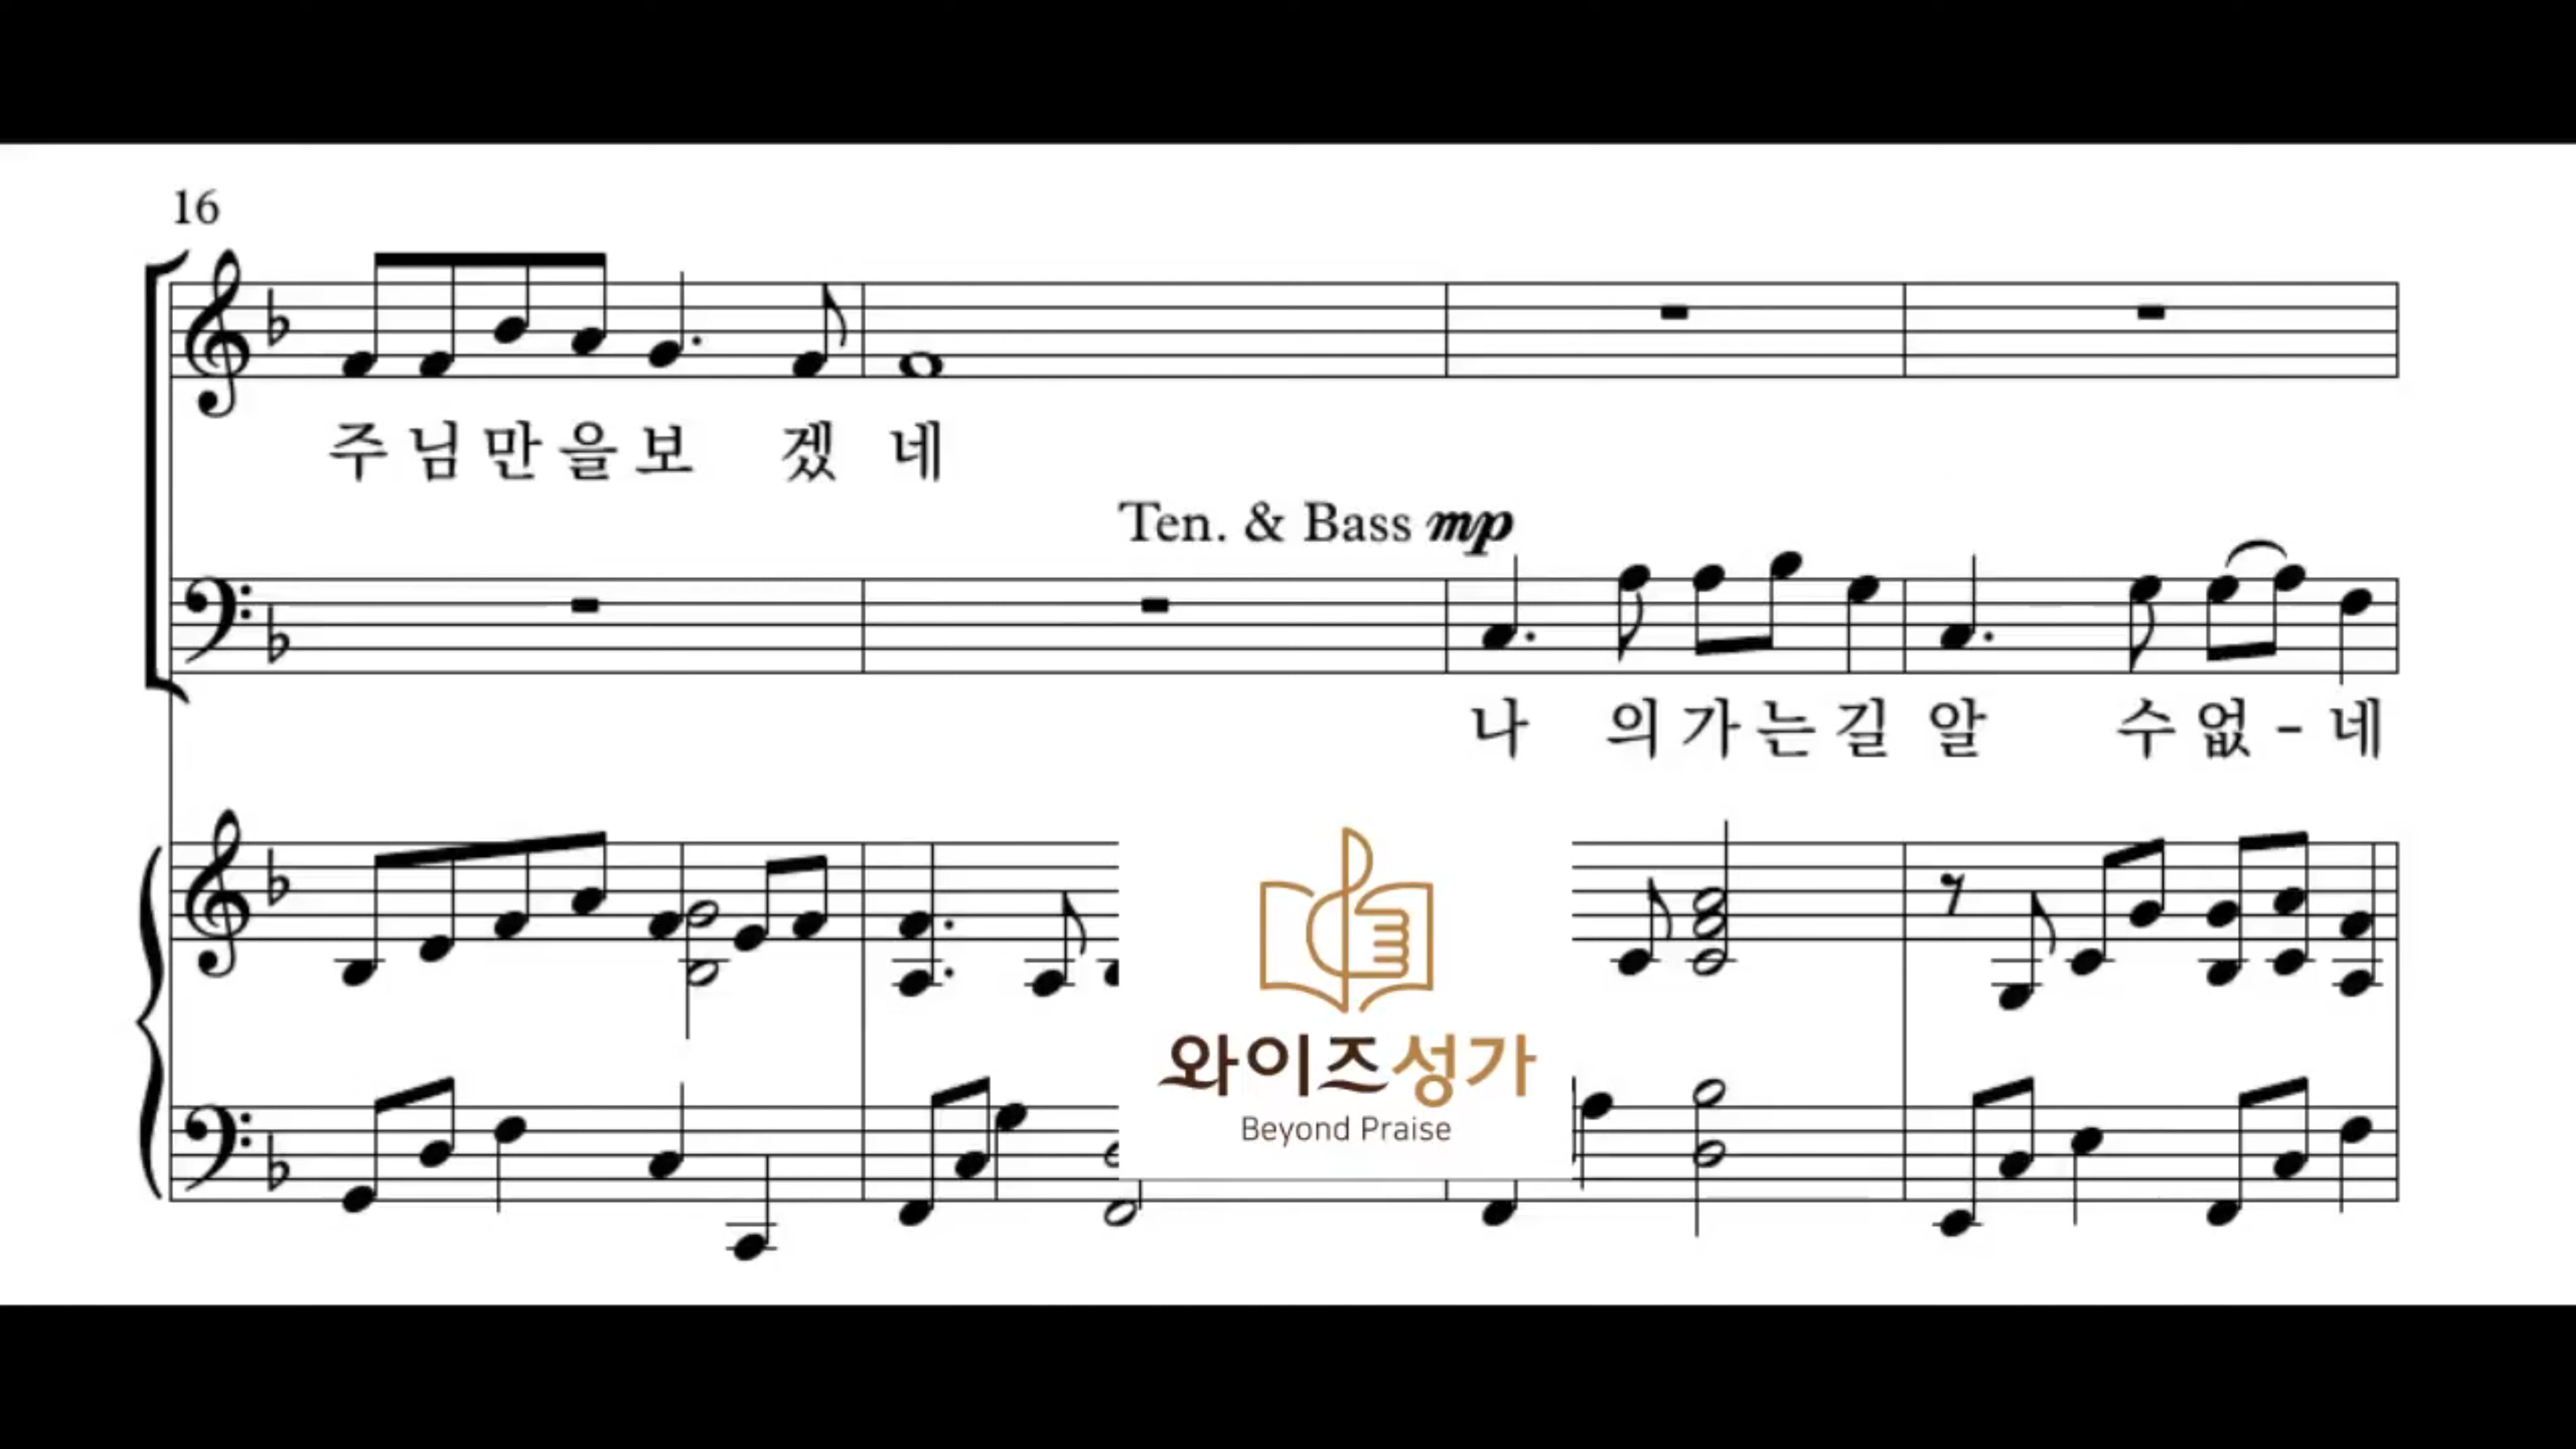 16
주님만을보 겠 네
Ten. & Bass mp
나 의가는길 알 수없-네
와이즈성가
Beyond Praise